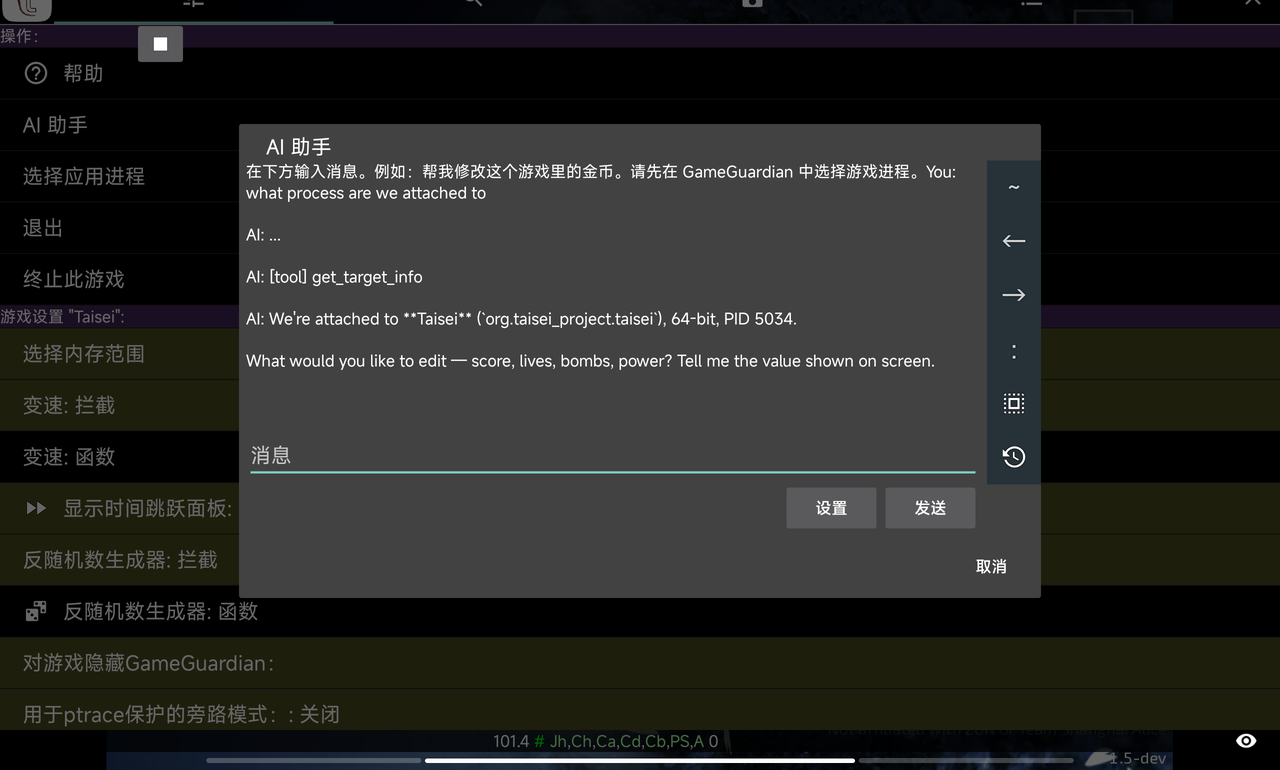 操作:
帮助
AI 助手
选择应用进程
退出
终止此游戏
游戏设置 "Taisei":
选择内存范围
变速: 拦截
变速: 函数
显示时间跳跃面板:
反随机数生成器: 拦截
反随机数生成器: 函数
对游戏隐藏GameGuardian:
用于ptrace保护的旁路模式: : 关闭
AI 助手
在下方输入消息。例如：帮我修改这个游戏里的金币。请先在 GameGuardian 中选择游戏进程。You:
what process are we attached to
AI: ...
AI: [tool] get_target_info
AI: We're attached to **Taisei** (`org.taisei_project.taisei`), 64-bit, PID 5034.
What would you like to edit — score, lives, bombs, power? Tell me the value shown on screen.
~
:
消息
设置
发送
取消
101.4 # Jh,Ch,Ca,Cd,Cb,PS,A 0
1.5-dev